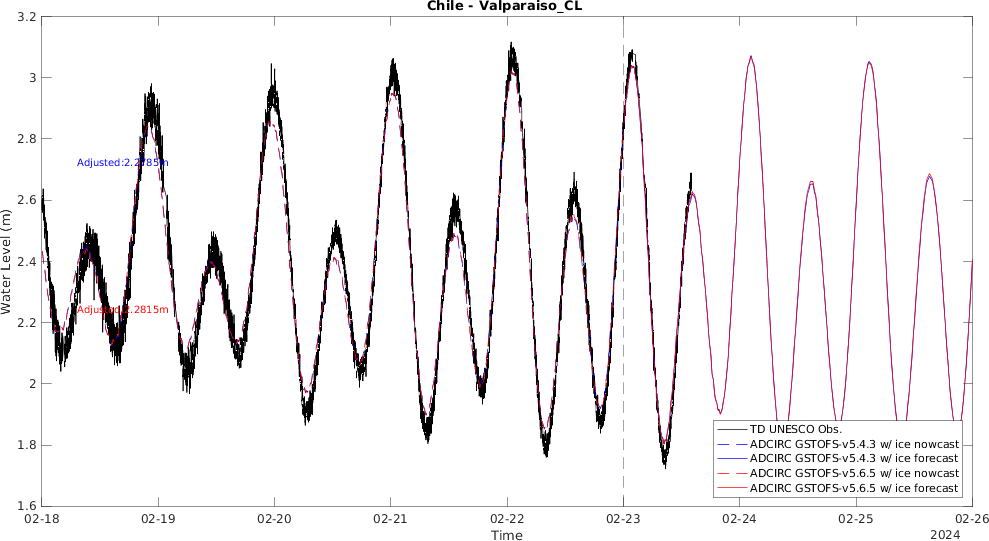 Chile - Valparaiso_CL
3.2
3
2.8
2.6
2.4
2.2
2
1.8
1.6
Water Level (m)
Adjusted:2.2785m
Adjusted:2.2815m
TD UNESCO Obs.
ADCIRC GSTOFS-v5.4.3 w/ ice nowcast
ADCIRC GSTOFS-v5.4.3 w/ ice forecast
ADCIRC GSTOFS-v5.6.5 w/ ice nowcast
ADCIRC GSTOFS-v5.6.5 w/ ice forecast
02-18 02-19 02-20 02-21 02-22 02-23 02-24 02-25 02-26
Time
2024